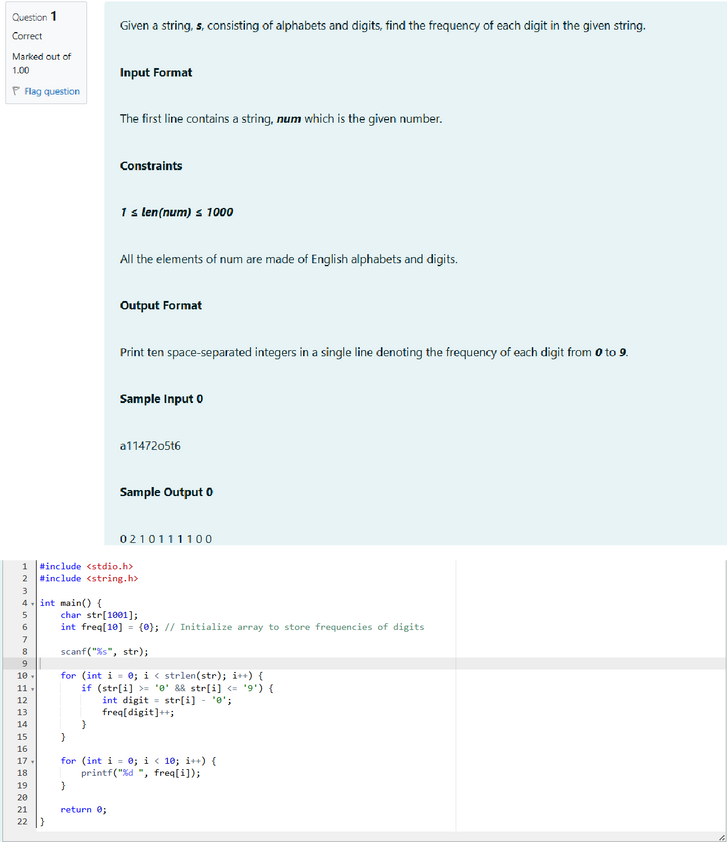 Question 1
Correct
Marked out of
1.00
Flag question
Given a string, s, consisting of alphabets and digits, find the frequency of each digit in the given string.
Input Format
The first line contains a string, num which is the given number.
Constraints
1 ≤ len(num) ≤ 1000
All the elements of num are made of English alphabets and digits.
Output Format
Print ten space-separated integers in a single line denoting the frequency of each digit from 0 to 9.
Sample Input 0
a11472o5t6
Sample Output 0
0 2 1 0 1 1 1 1 0 0
1 #include <stdio.h>
2 #include <string.h>
3
4 int main() {
5     char str[1001];
6     int freq[10] = {0}; // Initialize array to store frequencies of digits
7
8     scanf("%s", str);
9
10     for (int i = 0; i < strlen(str); i++) {
11         if (str[i] >= '0' && str[i] <= '9') {
12             int digit = str[i] - '0';
13             freq[digit]++;
14         }
15     }
16
17     for (int i = 0; i < 10; i++) {
18         printf("%d ", freq[i]);
19     }
20
21     return 0;
22 }